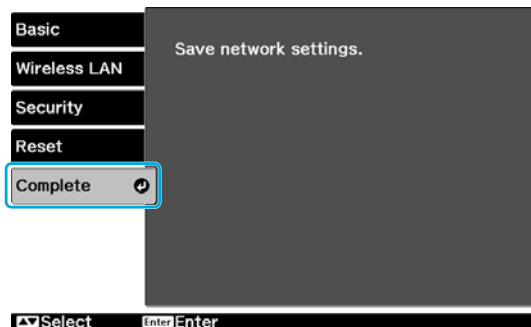 Basic
Save network settings.
Wireless LAN
Security
Reset
Complete
Select Enter Enter